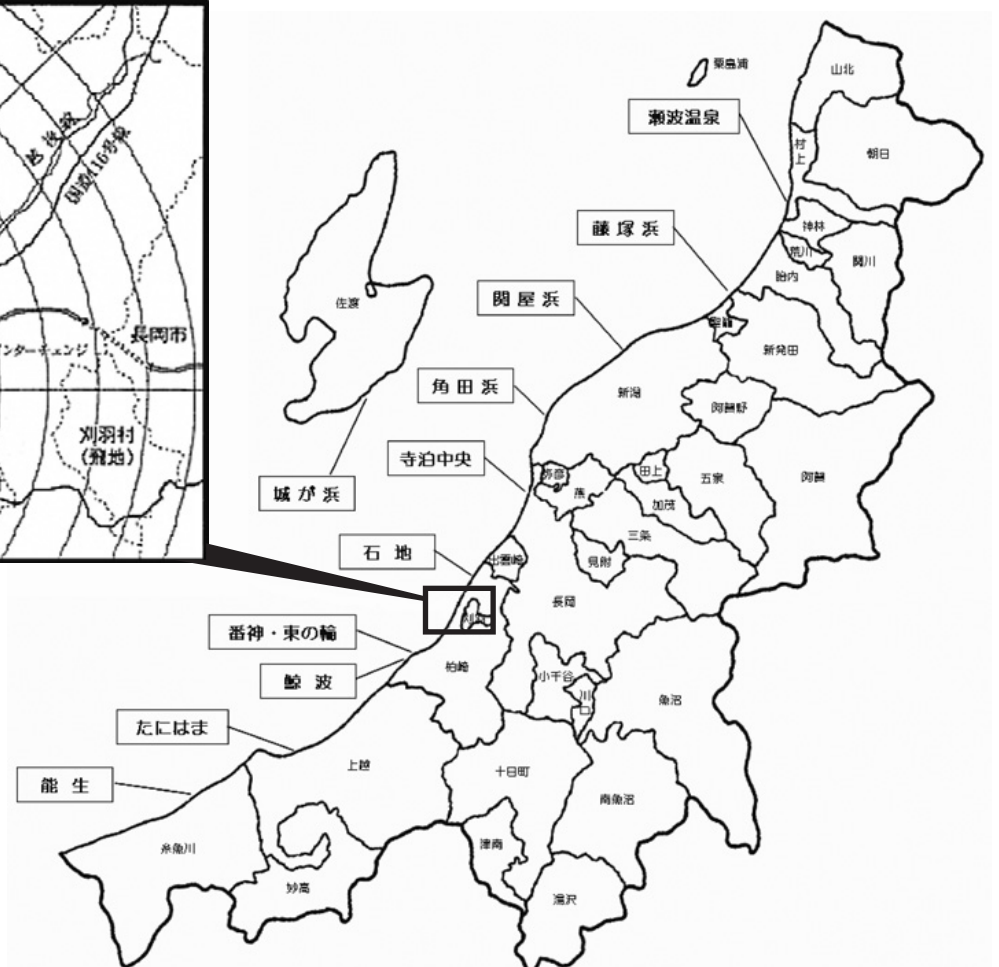 越後線
国道116号線
長岡市
ンターチェンジ
刈羽村
(飛地)
粟島浦
山北
瀬波温泉
村上
朝日
藤塚浜
神林
荒川
関川
胎内
関屋浜
佐渡
聖籠
新発田
角田浜
新潟
阿賀野
寺泊中央
弥彦
燕
田上
五泉
阿賀
城が浜
加茂
三条
石地
出雲崎
見附
長岡
刈羽
番神・東の輪
柏崎
小千谷
川口
魚沼
鯨波
たにはま
上越
十日町
能生
南魚沼
糸魚川
津南
妙高
湯沢